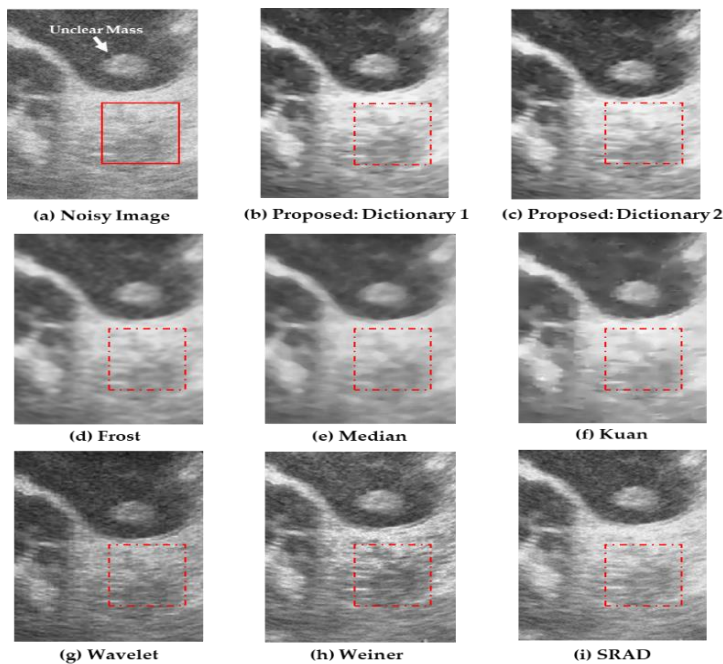 Unclear Mass
(a) Noisy Image
(b) Proposed: Dictionary 1
(c) Proposed: Dictionary 2
(d) Frost
(e) Median
(f) Kuan
(g) Wavelet
(h) Weiner
(i) SRAD